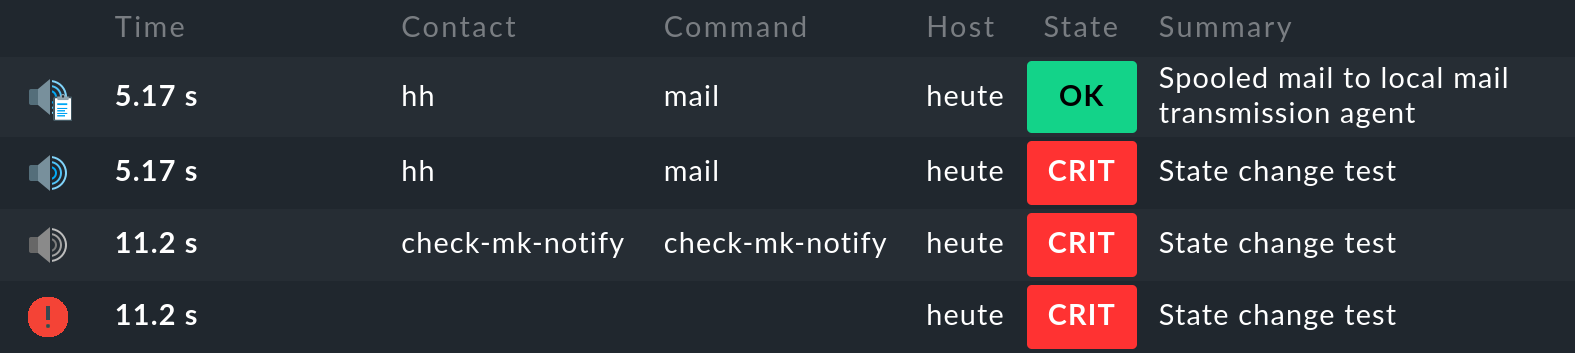 Time Contact Command Host State Summary
5.17 s hh mail heute OK Spooled mail to local mail
transmission agent
5.17 s hh mail heute CRIT State change test
11.2 s check-mk-notify check-mk-notify heute CRIT State change test
11.2 s heute CRIT State change test